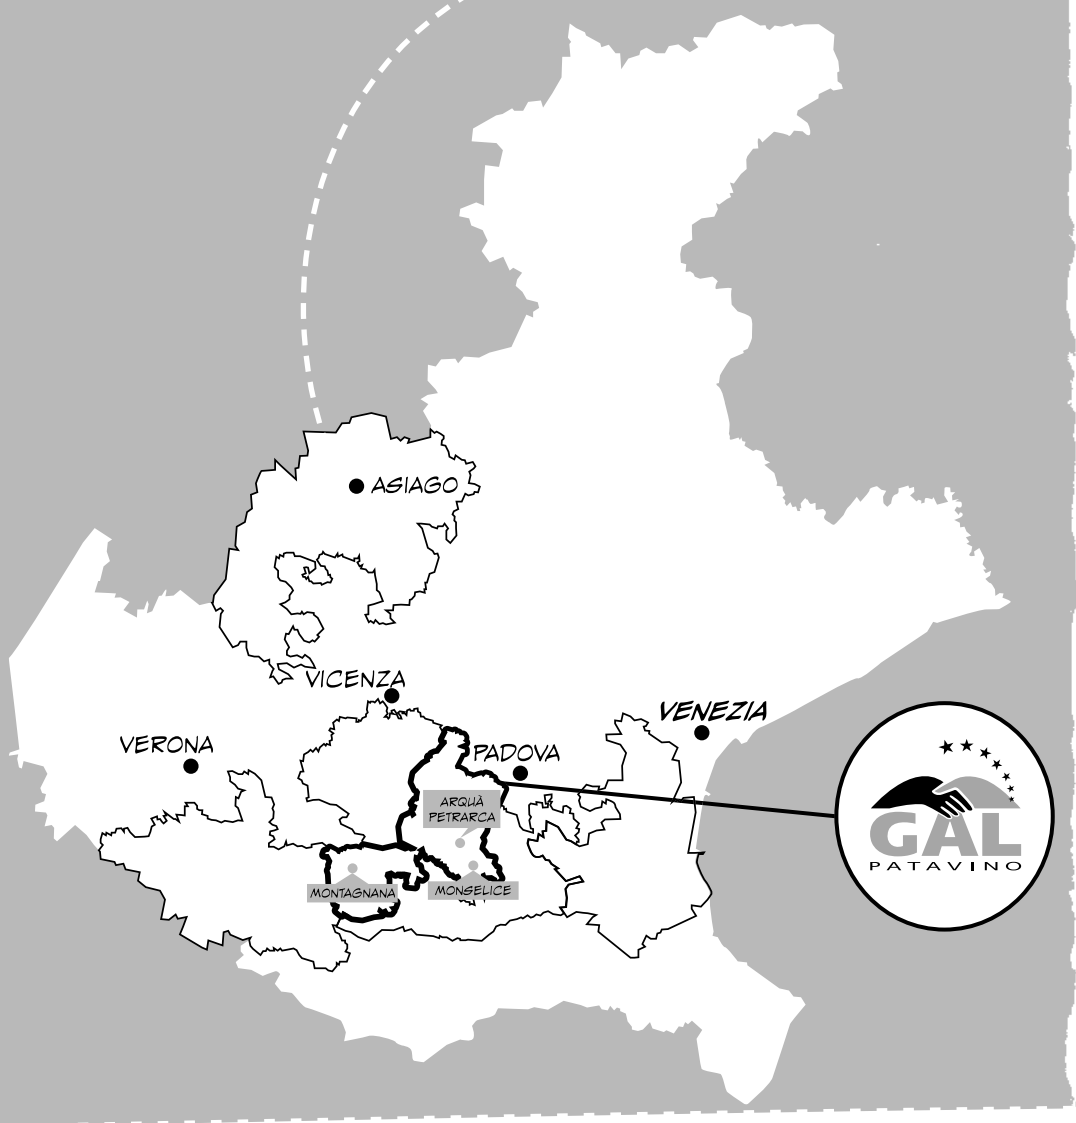 ASIAGO
VICENZA
VENEZIA
VERONA
PADOVA
ARQUÀ
PETRARCA
GAL
PATAVINO
MONTAGNANA
MONSELICE